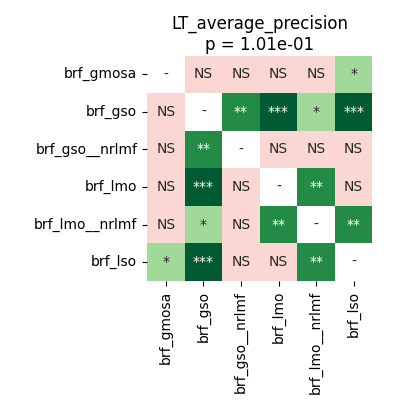 LT_average_precision
p = 1.01e-01
brf_gmosa - NS NS NS NS *
brf_gso NS - ** *** * ***
brf_gso__nrlmf NS ** - NS NS NS
brf_lmo NS *** NS - ** NS
brf_lmo__nrlmf NS * NS ** - **
brf_lso * *** NS NS ** -
brf_gmosa brf_gso brf_gso__nrlmf brf_lmo brf_lmo__nrlmf brf_lso